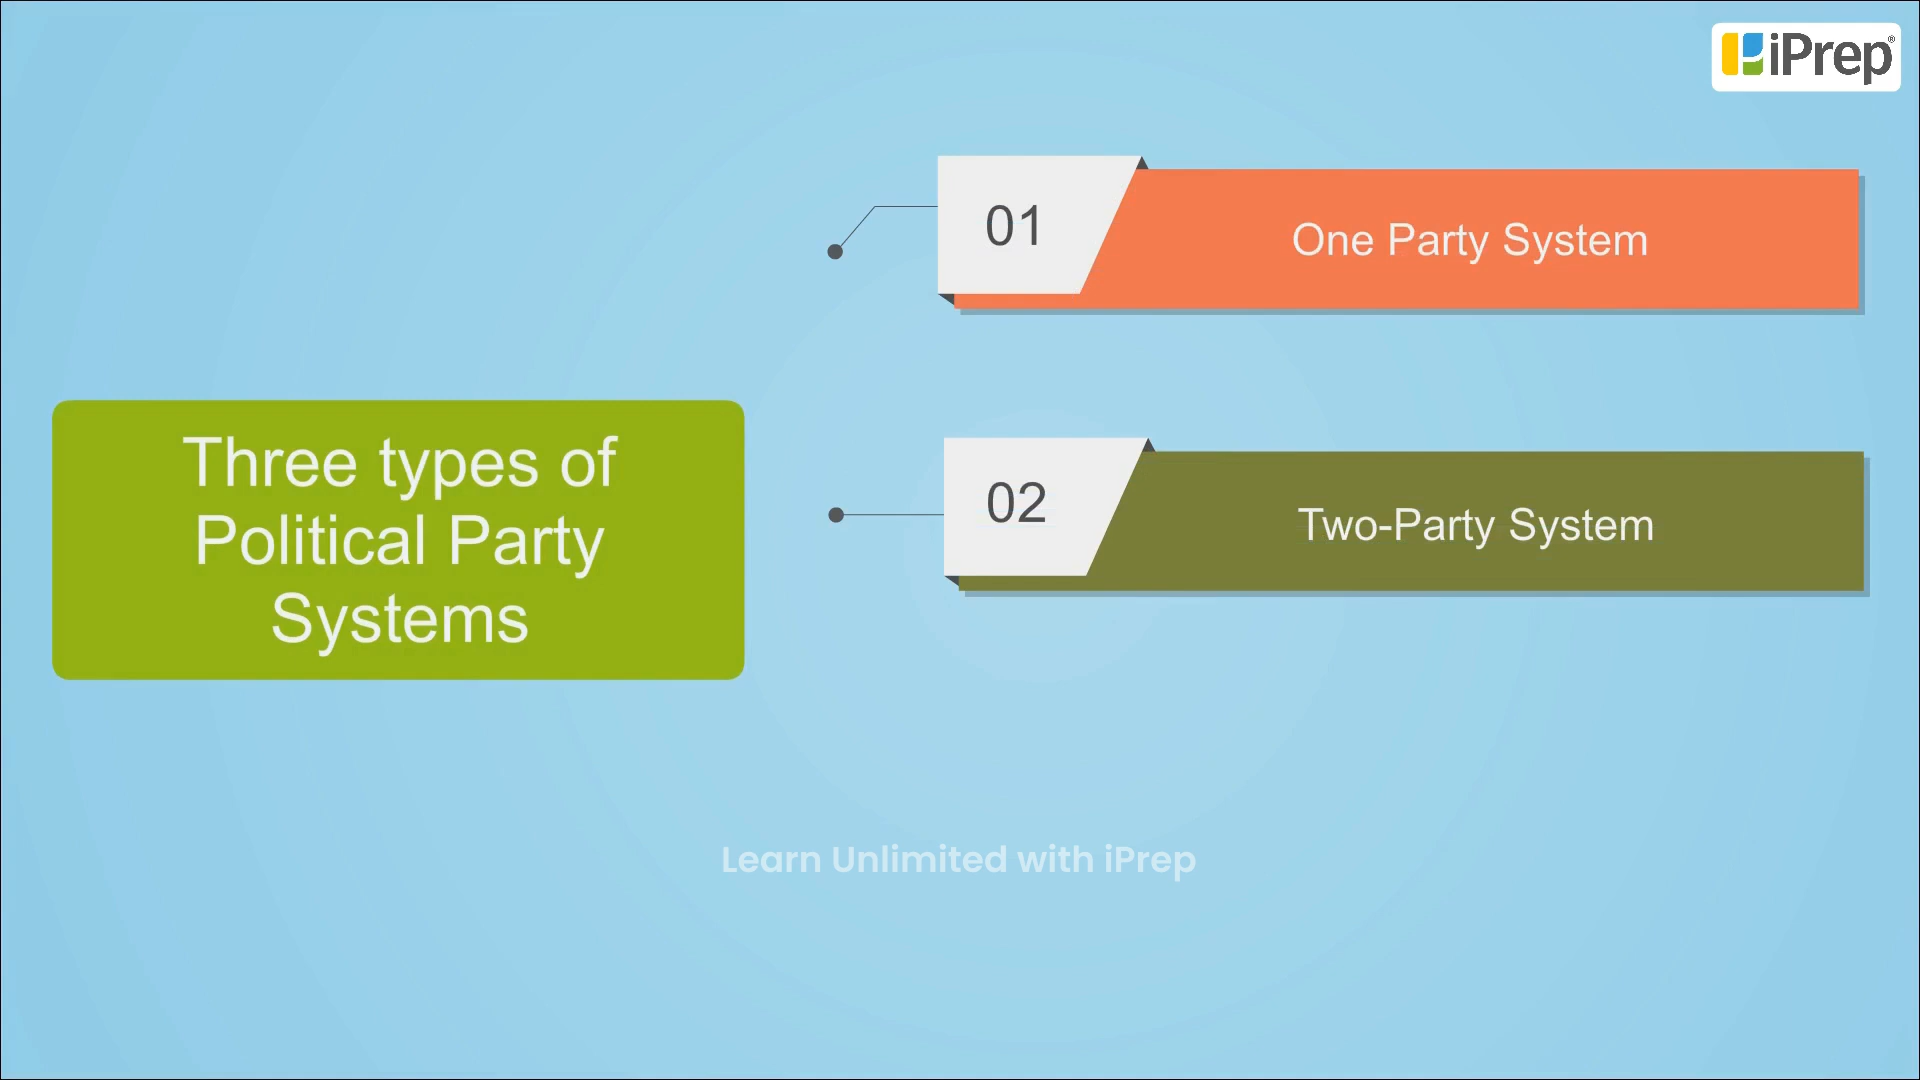 iPrep®
01
One Party System
Three types of
Political Party
Systems
02
Two-Party System
Learn Unlimited with iPrep